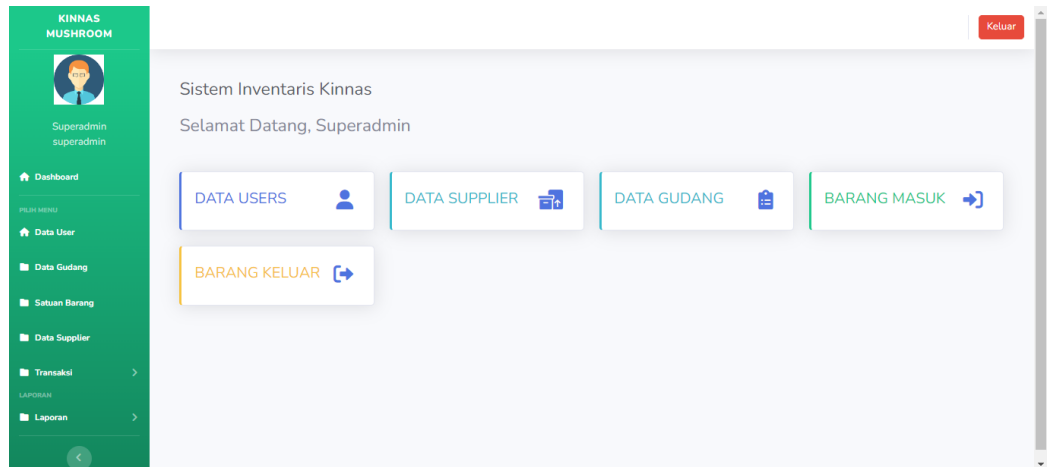 KINNAS
MUSHROOM
Superadmin
superadmin
Dashboard
PILIH MENU
Data User
Data Gudang
Satuan Barang
Data Supplier
Transaksi
LAPORAN
Laporan
Keluar
Sistem Inventaris Kinnas
Selamat Datang, Superadmin
DATA USERS
DATA SUPPLIER
DATA GUDANG
BARANG MASUK
BARANG KELUAR